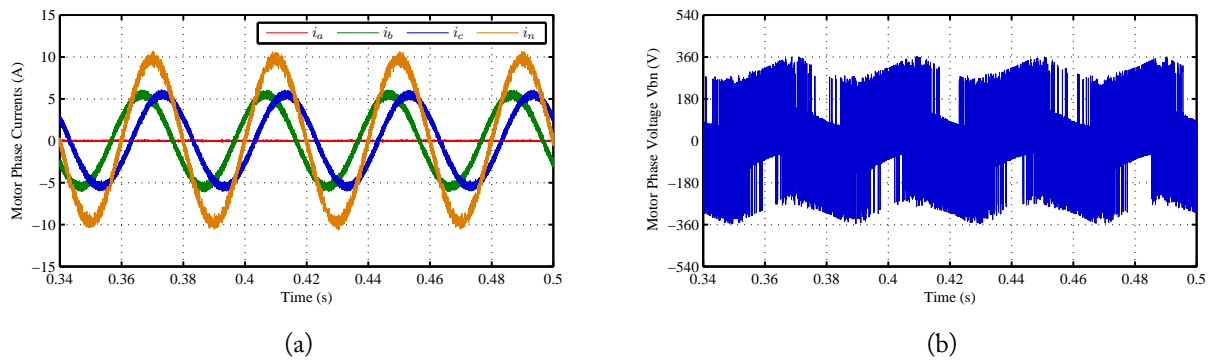 Motor Phase Currents (A)
15
10
5
0
−5
−10
−15
i_a i_b i_c i_n
0.34 0.36 0.38 0.4 0.42 0.44 0.46 0.48 0.5
Time (s)
(a)
Motor Phase Voltage Vbn (V)
540
360
180
0
−180
−360
−540
0.34 0.36 0.38 0.4 0.42 0.44 0.46 0.48 0.5
Time (s)
(b)